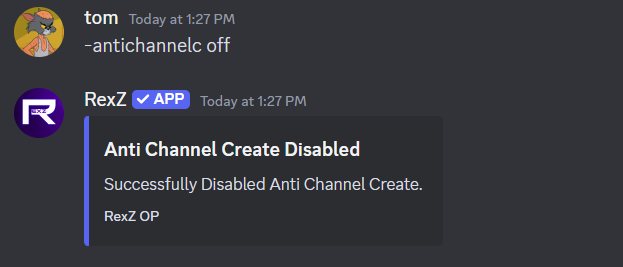 tom Today at 1:27 PM
-antichannelc off
REXZ
RexZ ✓ APP Today at 1:27 PM
Anti Channel Create Disabled
Successfully Disabled Anti Channel Create.
RexZ OP